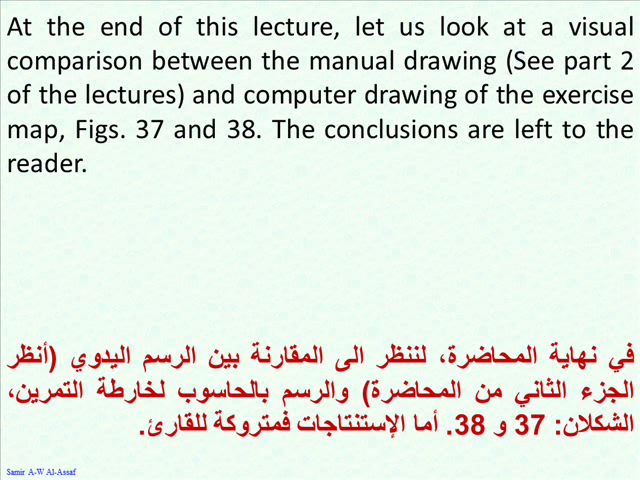 At the end of this lecture, let us look at a visual
comparison between the manual drawing (See part 2
of the lectures) and computer drawing of the exercise
map, Figs. 37 and 38. The conclusions are left to the
reader.
في نهاية المحاضرة، لننظر الى المقارنة بين الرسم اليدوي (أنظر
الجزء الثاني من المحاضرة) والرسم بالحاسوب لخارطة التمرين،
الشكلان: 37 و 38. أما الإستنتاجات فمتروكة للقارئ.
Samir A-W Al-Assaf